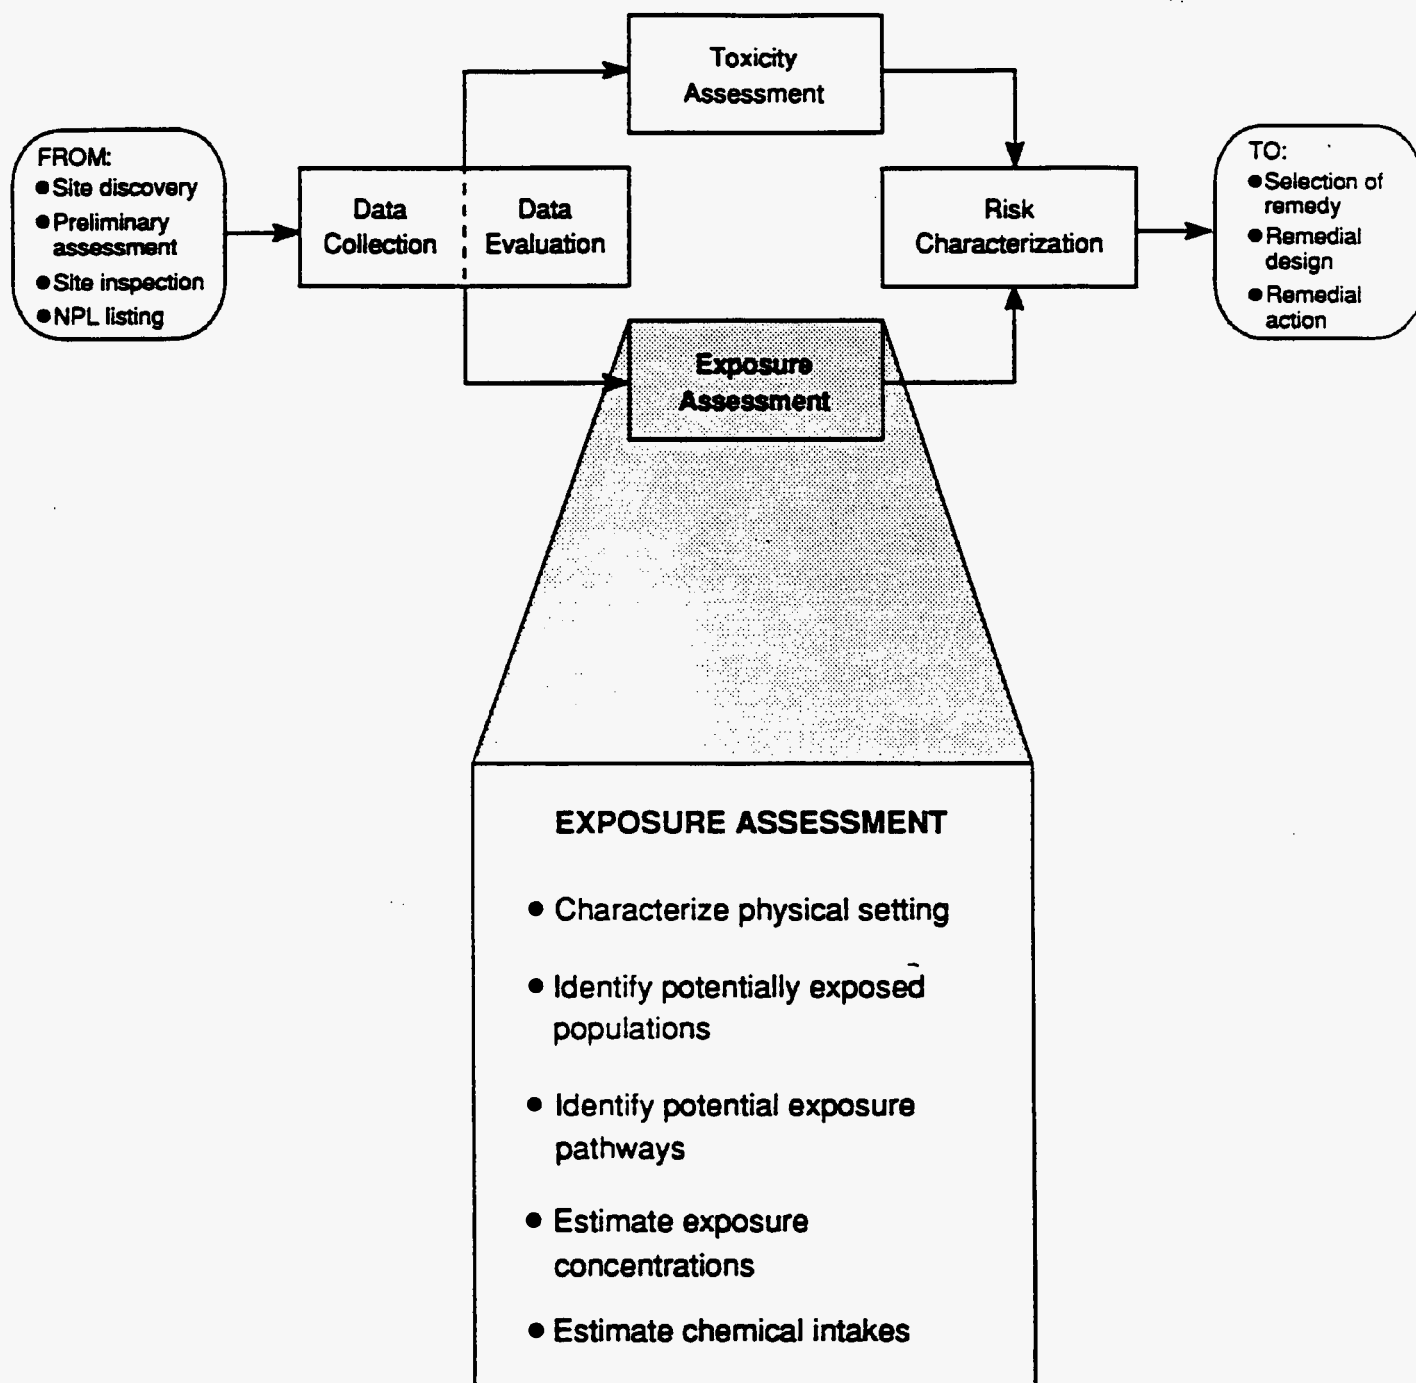 Toxicity
Assessment
FROM:
● Site discovery
● Preliminary
assessment
● Site inspection
● NPL listing
Data
Collection
Data
Evaluation
Risk
Characterization
TO:
● Selection of
remedy
● Remedial
design
● Remedial
action
Exposure
Assessment
EXPOSURE ASSESSMENT
● Characterize physical setting
● Identify potentially exposed
populations
● Identify potential exposure
pathways
● Estimate exposure
concentrations
● Estimate chemical intakes